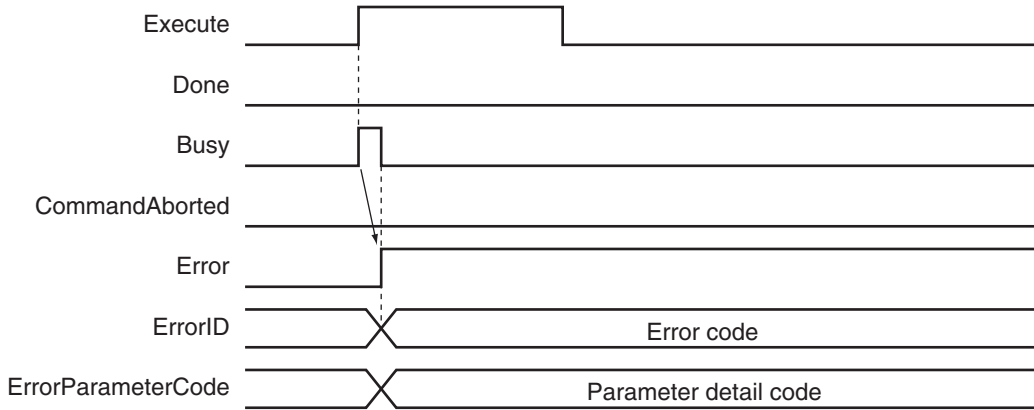 Execute
Done
Busy
CommandAborted
Error
ErrorID
Error code
ErrorParameterCode
Parameter detail code